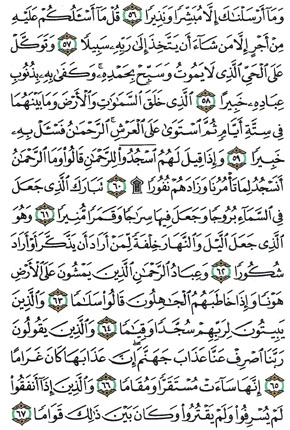 وَمَآ أَرْسَلْنَٰكَ إِلَّا مُبَشِّرًا وَنَذِيرًا ۝٥٦ قُلْ مَآ أَسْـَٔلُكُمْ عَلَيْهِ
مِنْ أَجْرٍ إِلَّا مَن شَآءَ أَن يَتَّخِذَ إِلَىٰ رَبِّهِۦ سَبِيلًا ۝٥٧ وَتَوَكَّلْ
عَلَى ٱلْحَىِّ ٱلَّذِى لَا يَمُوتُ وَسَبِّحْ بِحَمْدِهِۦ ۚ وَكَفَىٰ بِهِۦ بِذُنُوبِ
عِبَادِهِۦ خَبِيرًا ۝٥٨ ٱلَّذِى خَلَقَ ٱلسَّمَٰوَٰتِ وَٱلْأَرْضَ وَمَا بَيْنَهُمَا
فِى سِتَّةِ أَيَّامٍ ثُمَّ ٱسْتَوَىٰ عَلَى ٱلْعَرْشِ ۚ ٱلرَّحْمَٰنُ فَسْـَٔلْ بِهِۦ
خَبِيرًا ۝٥٩ وَإِذَا قِيلَ لَهُمُ ٱسْجُدُوا۟ لِلرَّحْمَٰنِ قَالُوا۟ وَمَا ٱلرَّحْمَٰنُ
أَنَسْجُدُ لِمَا تَأْمُرُنَا وَزَادَهُمْ نُفُورًا ۩ ۝٦٠ تَبَارَكَ ٱلَّذِى جَعَلَ
فِى ٱلسَّمَآءِ بُرُوجًا وَجَعَلَ فِيهَا سِرَٰجًا وَقَمَرًا مُّنِيرًا ۝٦١ وَهُوَ
ٱلَّذِى جَعَلَ ٱلَّيْلَ وَٱلنَّهَارَ خِلْفَةً لِّمَنْ أَرَادَ أَن يَذَّكَّرَ أَوْ أَرَادَ
شُكُورًا ۝٦٢ وَعِبَادُ ٱلرَّحْمَٰنِ ٱلَّذِينَ يَمْشُونَ عَلَى ٱلْأَرْضِ
هَوْنًا وَإِذَا خَاطَبَهُمُ ٱلْجَٰهِلُونَ قَالُوا۟ سَلَٰمًا ۝٦٣ وَٱلَّذِينَ
يَبِيتُونَ لِرَبِّهِمْ سُجَّدًا وَقِيَٰمًا ۝٦٤ وَٱلَّذِينَ يَقُولُونَ
رَبَّنَا ٱصْرِفْ عَنَّا عَذَابَ جَهَنَّمَ ۖ إِنَّ عَذَابَهَا كَانَ غَرَامًا
۝٦٥ إِنَّهَا سَآءَتْ مُسْتَقَرًّا وَمُقَامًا ۝٦٦ وَٱلَّذِينَ إِذَآ أَنفَقُوا۟
لَمْ يُسْرِفُوا۟ وَلَمْ يَقْتُرُوا۟ وَكَانَ بَيْنَ ذَٰلِكَ قَوَامًا ۝٦٧